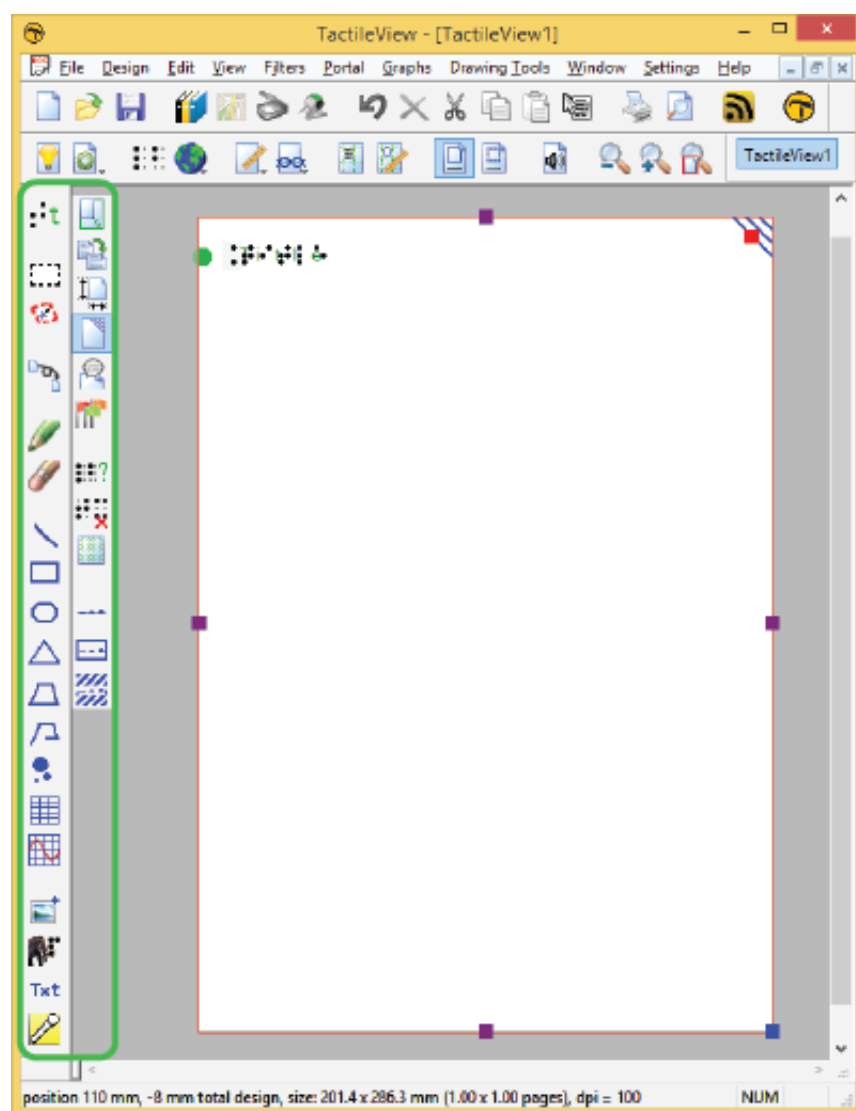 TactileView - [TactileView1]
File Design Edit View Filters Portal Graphs Drawing Tools Window Settings Help
TactileView1
t
?
Txt
position 110 mm, -8 mm total design, size: 201.4 x 286.3 mm (1.00 x 1.00 pages), dpi = 100 NUM